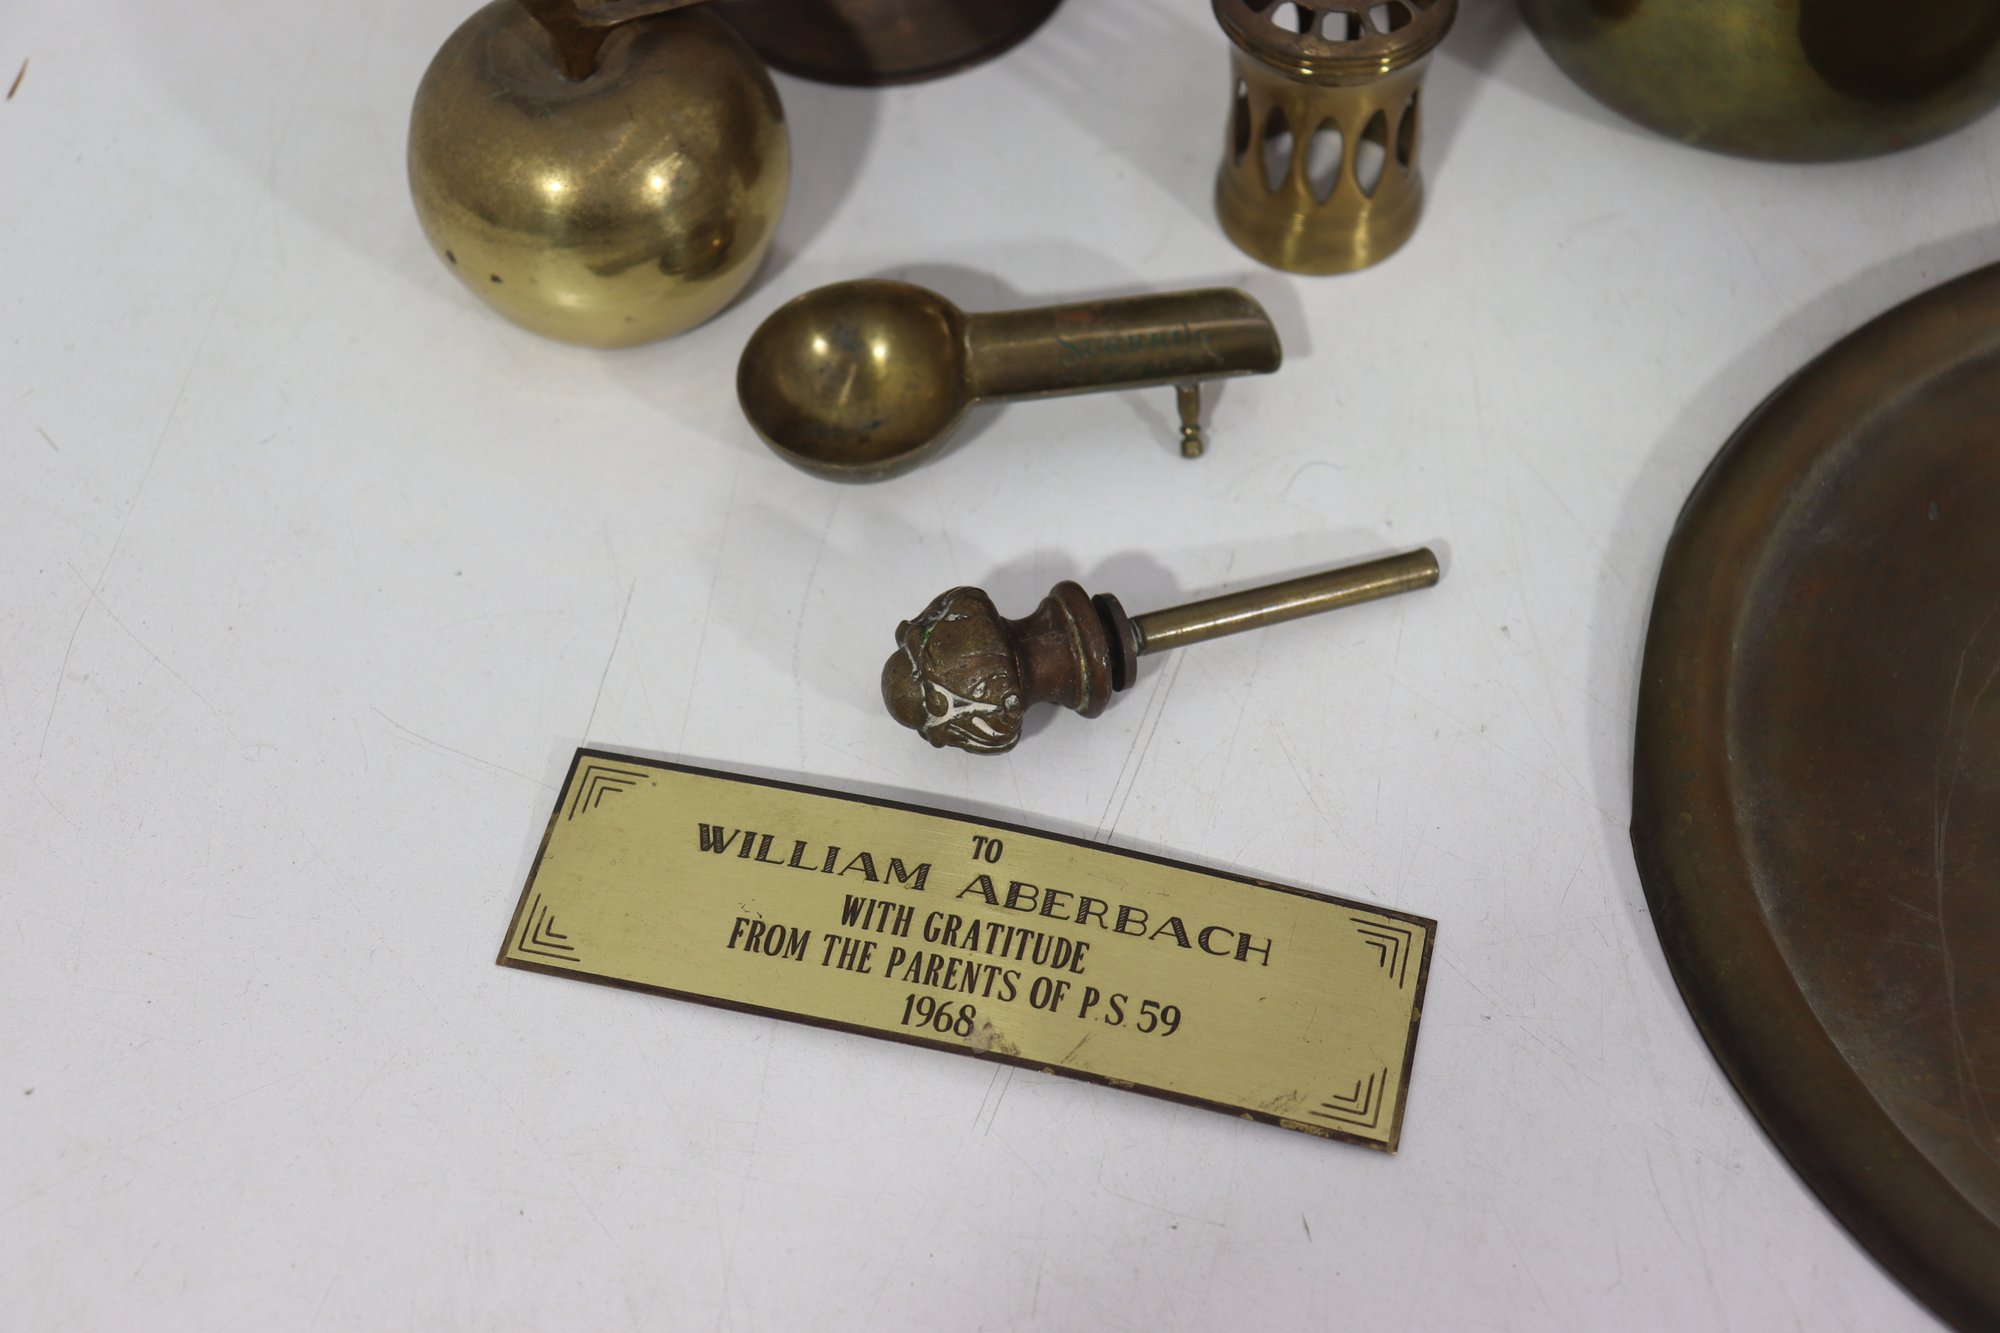 TO
WILLIAM ABERBACH
WITH GRATITUDE
FROM THE PARENTS OF P.S. 59
1968